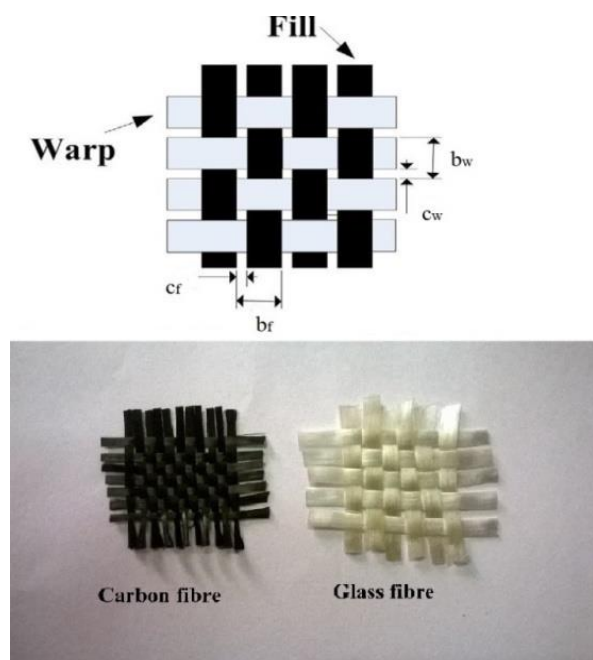 Fill
Warp
bw
cw
cf
bf
Carbon fibre
Glass fibre